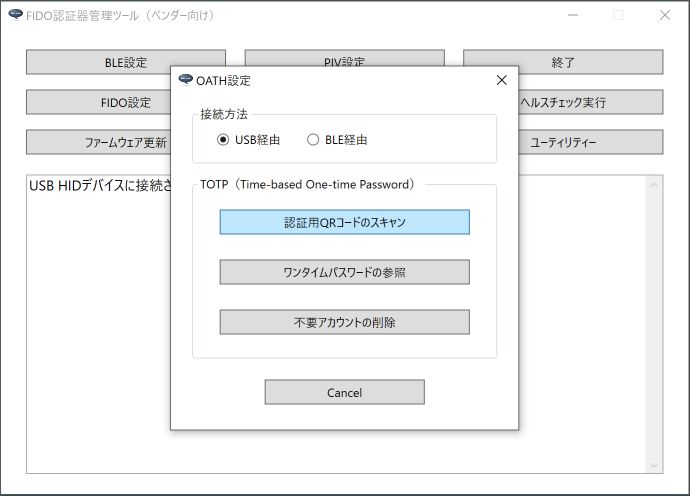 FIDO認証器管理ツール（ベンダー向け）
BLE設定
PIV設定
終了
FIDO設定
ヘルスチェック実行
ファームウェア更新
ユーティリティー
USB HIDデバイスに接続さ
OATH設定
接続方法
USB経由
BLE経由
TOTP（Time-based One-time Password）
認証用QRコードのスキャン
ワンタイムパスワードの参照
不要アカウントの削除
Cancel